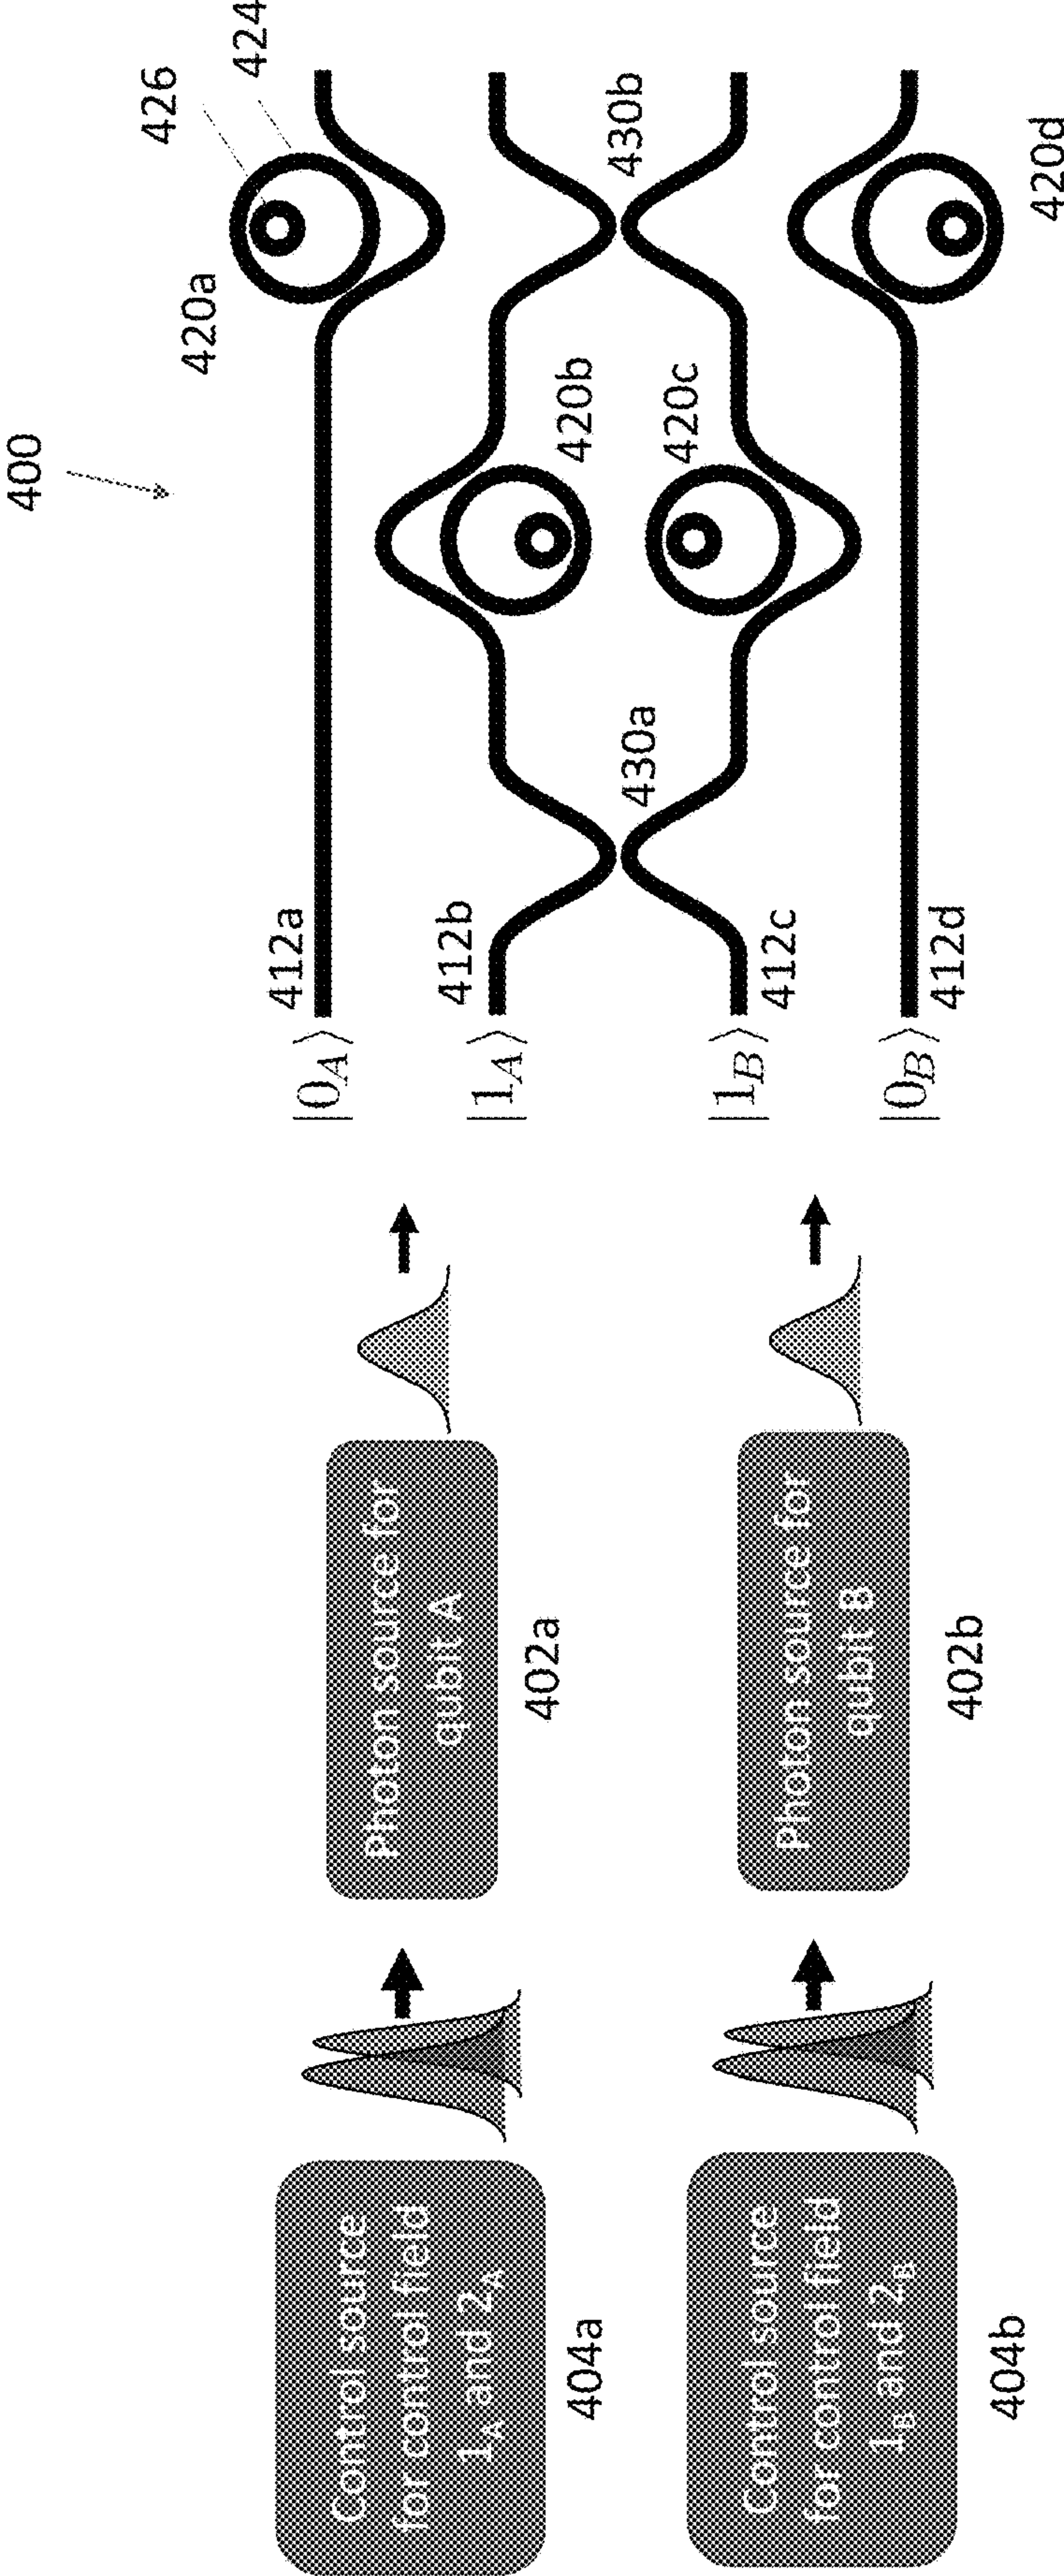 400
426
424
420a
420b
420c
430b
420d
430a
412a
412b
412c
412d
|0_A⟩
|1_A⟩
|1_B⟩
|0_B⟩
Photon source for
qubit A
402a
Photon source for
qubit B
402b
Control source
for control field
1_A and 2_A
404a
Control source
for control field
1_B and 2_B
404b